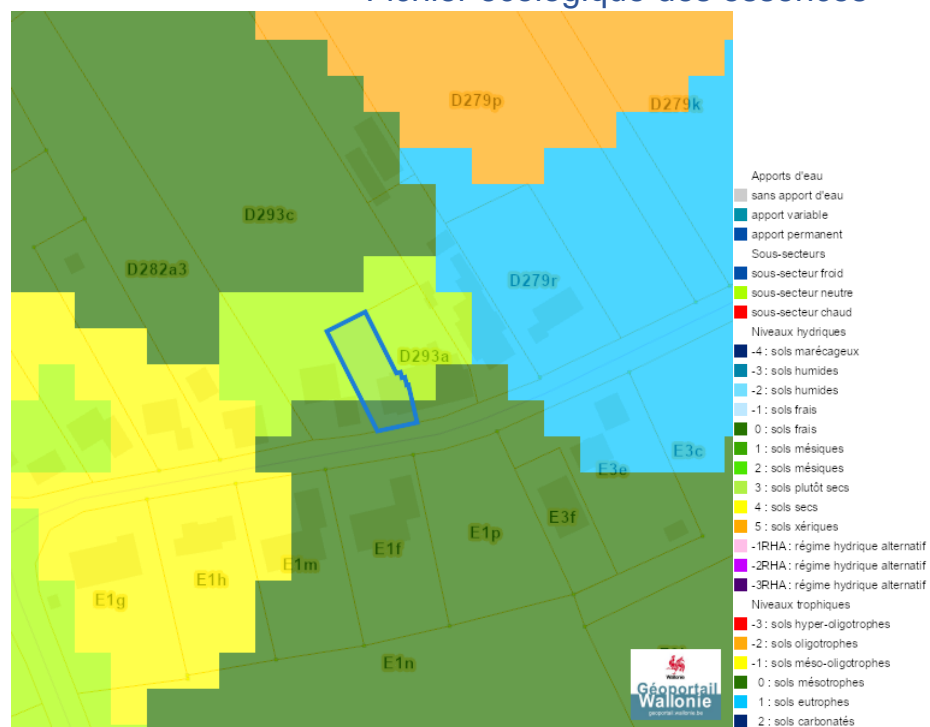 Fichier écologique des essences
D279p
D279k
D293c
D282a3
D279r
D293a
E3c
E3e
E3f
E1p
E1f
E1m
E1h
E1g
E1n
Wallonie
Géoportail
Wallonie
geoportail.wallonie.be
Apports d'eau
sans apport d'eau
apport variable
apport permanent
Sous-secteurs
sous-secteur froid
sous-secteur neutre
sous-secteur chaud
Niveaux hydriques
-4 : sols marécageux
-3 : sols humides
-2 : sols humides
-1 : sols frais
0 : sols frais
1 : sols mésiques
2 : sols mésiques
3 : sols plutôt secs
4 : sols secs
5 : sols xériques
-1RHA : régime hydrique alternatif
-2RHA : régime hydrique alternatif
-3RHA : régime hydrique alternatif
Niveaux trophiques
-3 : sols hyper-oligotrophes
-2 : sols oligotrophes
-1 : sols méso-oligotrophes
0 : sols mésotrophes
1 : sols eutrophes
2 : sols carbonatés